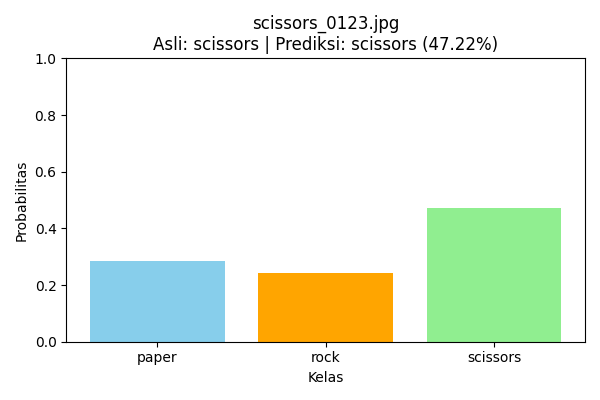 scissors_0123.jpg
Asli: scissors | Prediksi: scissors (47.22%)
1.0
0.8
0.6
0.4
0.2
0.0
Probabilitas
paper rock scissors
Kelas